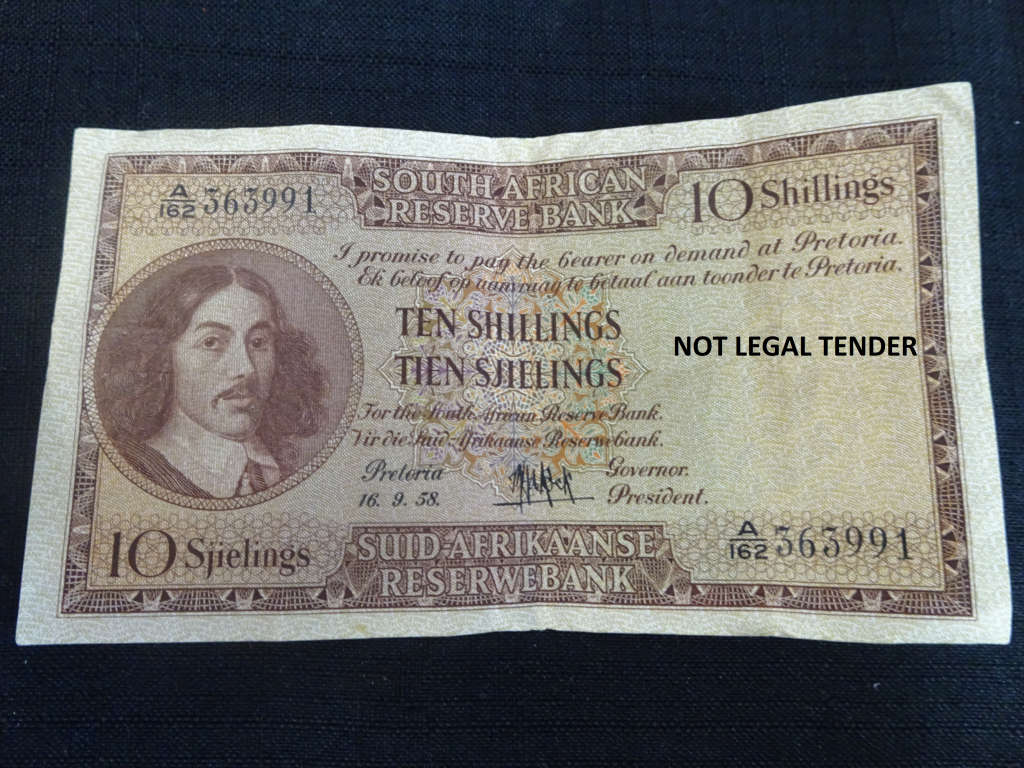 A/162 363991
SOUTH AFRICAN
RESERVE BANK
10 Shillings
I promise to pay the bearer on demand at Pretoria.
Ek beloof op aanvraag te betaal aan toonder te Pretoria.
TEN SHILLINGS
TIEN SJIELINGS
NOT LEGAL TENDER
For the South African Reserve Bank.
Vir die Suid-Afrikaanse Reserwebank.
Pretoria
16. 9. 58.
Governor.
President.
10 Sjielings
SUID-AFRIKAANSE
RESERWEBANK
A/162 363991